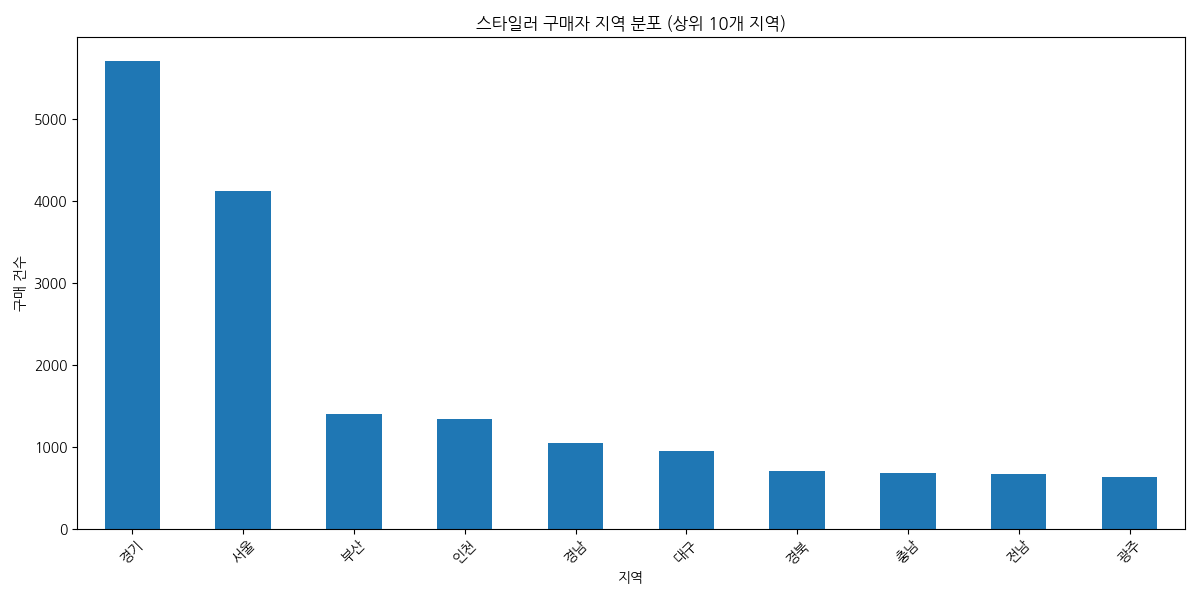 스타일러 구매자 지역 분포 (상위 10개 지역)
구매 건수
5000
4000
3000
2000
1000
0
경기
서울
부산
인천
경남
대구
경북
충남
전남
광주
지역